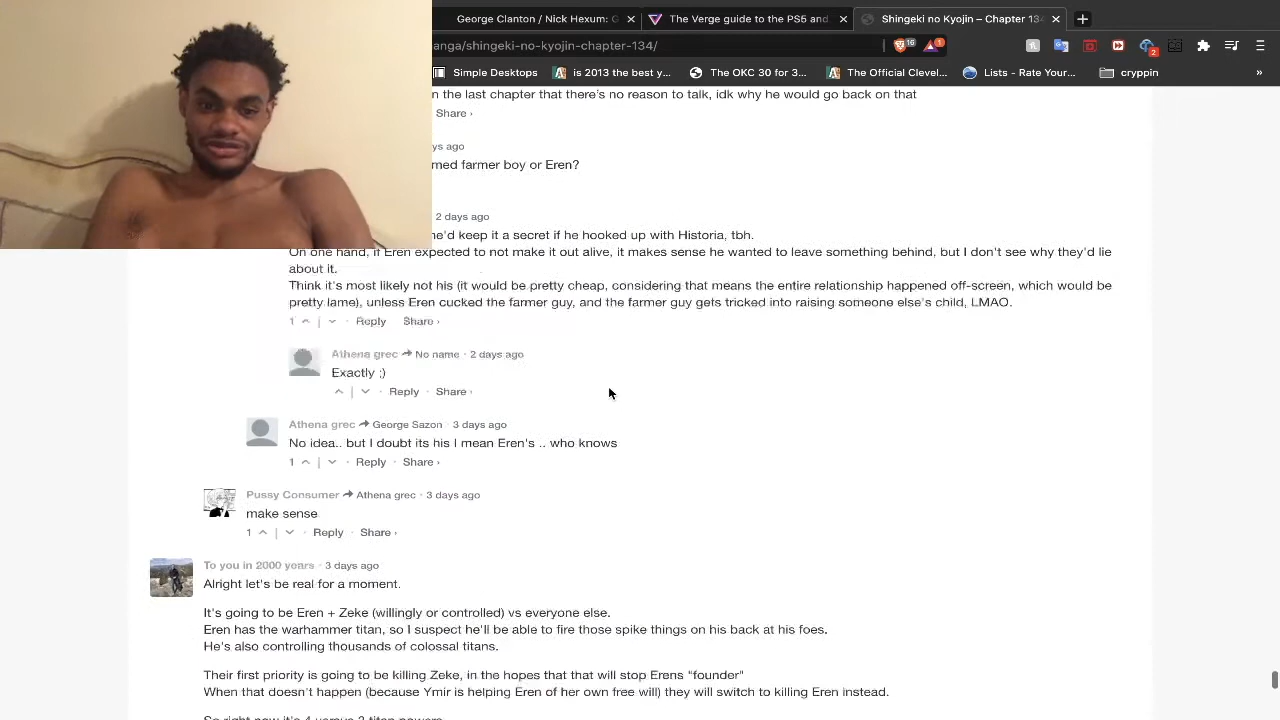 George Clanton / Nick Hexum: G
The Verge guide to the PS5 and
Shingeki no Kyojin – Chapter 134
anga/shingeki-no-kyojin-chapter-134/
16
1
2
Simple Desktops
is 2013 the best y...
The OKC 30 for 3...
The Official Clevel...
Lists - Rate Your...
cryppin
»
n the last chapter that there's no reason to talk, idk why he would go back on that
Share ›
ys ago
med farmer boy or Eren?
2 days ago
he'd keep it a secret if he hooked up with Historia, tbh.
On one hand, if Eren expected to not make it out alive, it makes sense he wanted to leave something behind, but I don't see why they'd lie
about it.
Think it's most likely not his (it would be pretty cheap, considering that means the entire relationship happened off-screen, which would be
pretty lame), unless Eren cucked the farmer guy, and the farmer guy gets tricked into raising someone else's child, LMAO.
1 Reply Share ›
Athena grec No name · 2 days ago
Exactly ;)
Reply · Share ›
Athena grec George Sazon · 3 days ago
No idea.. but I doubt its his I mean Eren's .. who knows
1 · Reply · Share ›
Pussy Consumer Athena grec · 3 days ago
make sense
1 · Reply · Share ›
To you in 2000 years · 3 days ago
Alright let's be real for a moment.
It's going to be Eren + Zeke (willingly or controlled) vs everyone else.
Eren has the warhammer titan, so I suspect he'll be able to fire those spike things on his back at his foes.
He's also controlling thousands of colossal titans.
Their first priority is going to be killing Zeke, in the hopes that that will stop Erens "founder"
When that doesn't happen (because Ymir is helping Eren of her own free will) they will switch to killing Eren instead.
So right now it's 4 versus 3 titan powers